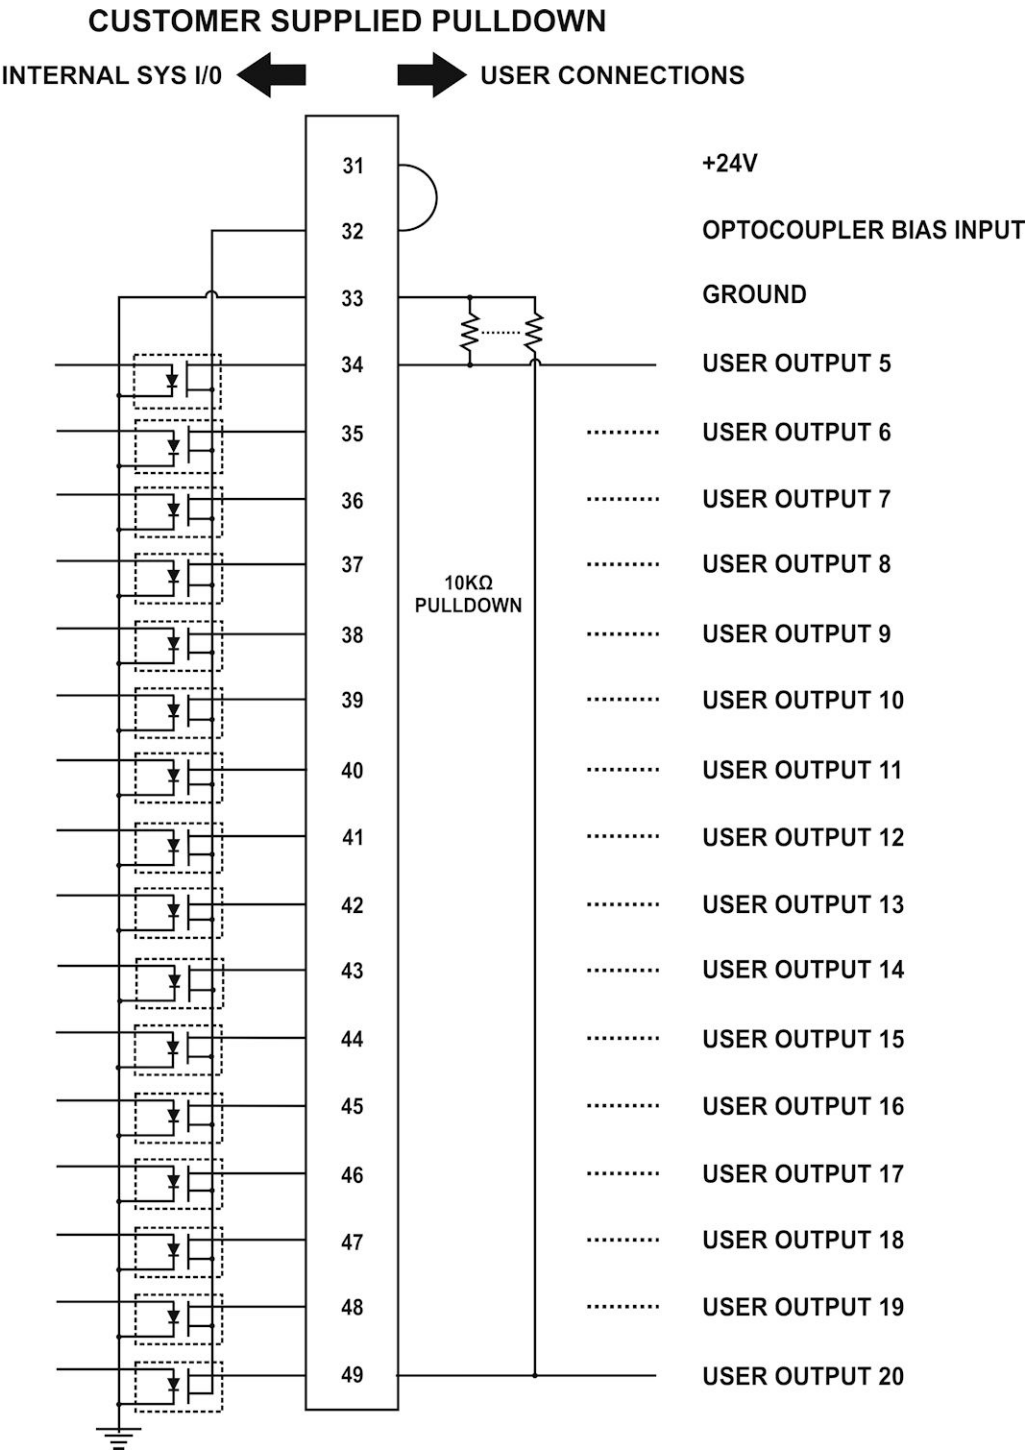 CUSTOMER SUPPLIED PULLDOWN
INTERNAL SYS I/0 USER CONNECTIONS
31 +24V
32 OPTOCOUPLER BIAS INPUT
33 GROUND
34 USER OUTPUT 5
35 USER OUTPUT 6
36 USER OUTPUT 7
37 USER OUTPUT 8
10KΩ
PULLDOWN
38 USER OUTPUT 9
39 USER OUTPUT 10
40 USER OUTPUT 11
41 USER OUTPUT 12
42 USER OUTPUT 13
43 USER OUTPUT 14
44 USER OUTPUT 15
45 USER OUTPUT 16
46 USER OUTPUT 17
47 USER OUTPUT 18
48 USER OUTPUT 19
49 USER OUTPUT 20